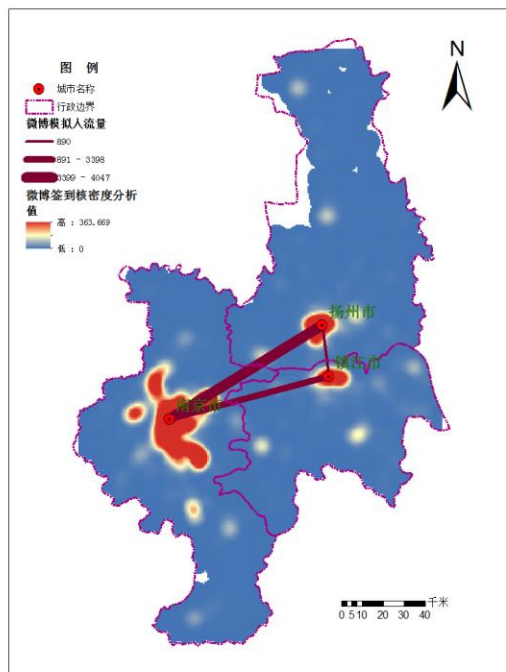 N
图 例
城市名称
行政边界
微博模拟人流量
890
891 - 3398
3399 - 4047
微博签到核密度分析
值
高 : 363.669
低 : 0
扬州市
镇江市
南京市
千米
0 5 10 20 30 40